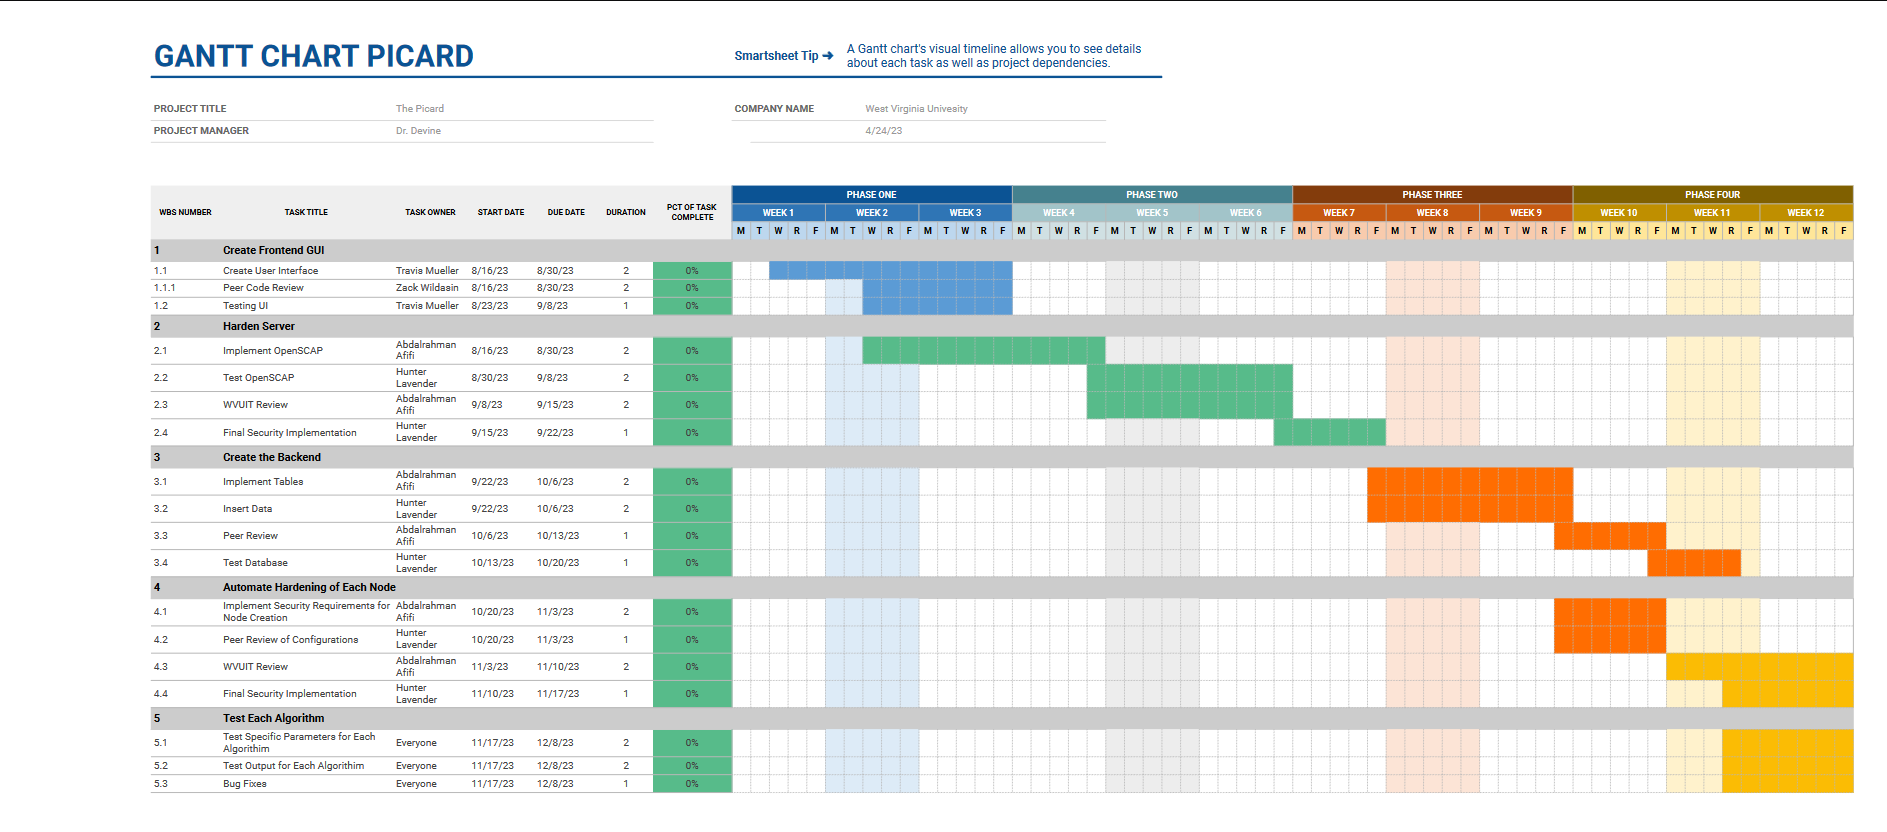 GANTT CHART PICARD
Smartsheet Tip ➜
A Gantt chart's visual timeline allows you to see details
about each task as well as project dependencies.
PROJECT TITLE The Picard COMPANY NAME West Virginia Univesity
PROJECT MANAGER Dr. Devine 4/24/23
WBS NUMBER TASK TITLE TASK OWNER START DATE DUE DATE DURATION PCT OF TASK COMPLETE
PHASE ONE PHASE TWO PHASE THREE PHASE FOUR
WEEK 1 WEEK 2 WEEK 3 WEEK 4 WEEK 5 WEEK 6 WEEK 7 WEEK 8 WEEK 9 WEEK 10 WEEK 11 WEEK 12
M T W R F M T W R F M T W R F M T W R F M T W R F M T W R F M T W R F M T W R F M T W R F M T W R F M T W R F M T W R F
1 Create Frontend GUI
1.1 Create User Interface Travis Mueller 8/16/23 8/30/23 2 0%
1.1.1 Peer Code Review Zack Wildasin 8/16/23 8/30/23 2 0%
1.2 Testing UI Travis Mueller 8/23/23 9/8/23 1 0%
2 Harden Server
2.1 Implement OpenSCAP Abdalrahman Afifi 8/16/23 8/30/23 2 0%
2.2 Test OpenSCAP Hunter Lavender 8/30/23 9/8/23 2 0%
2.3 WVUIT Review Abdalrahman Afifi 9/8/23 9/15/23 2 0%
2.4 Final Security Implementation Hunter Lavender 9/15/23 9/22/23 1 0%
3 Create the Backend
3.1 Implement Tables Abdalrahman Afifi 9/22/23 10/6/23 2 0%
3.2 Insert Data Hunter Lavender 9/22/23 10/6/23 2 0%
3.3 Peer Review Abdalrahman Afifi 10/6/23 10/13/23 1 0%
3.4 Test Database Hunter Lavender 10/13/23 10/20/23 1 0%
4 Automate Hardening of Each Node
4.1 Implement Security Requirements for Node Creation Abdalrahman Afifi 10/20/23 11/3/23 2 0%
4.2 Peer Review of Configurations Hunter Lavender 10/20/23 11/3/23 1 0%
4.3 WVUIT Review Abdalrahman Afifi 11/3/23 11/10/23 2 0%
4.4 Final Security Implementation Hunter Lavender 11/10/23 11/17/23 1 0%
5 Test Each Algorithm
5.1 Test Specific Parameters for Each Algorithim Everyone 11/17/23 12/8/23 2 0%
5.2 Test Output for Each Algorithim Everyone 11/17/23 12/8/23 2 0%
5.3 Bug Fixes Everyone 11/17/23 12/8/23 1 0%